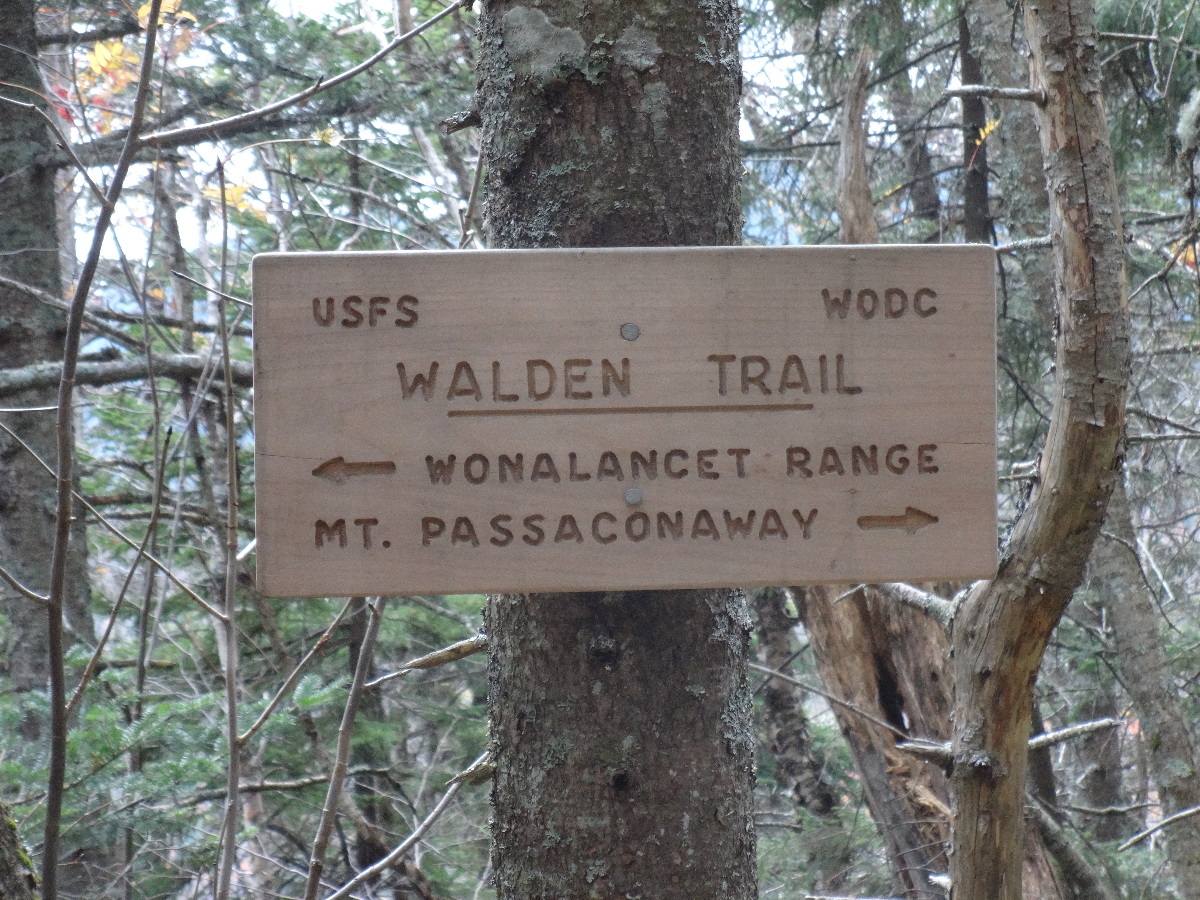 USFS WODC
WALDEN TRAIL
← WONALANCET RANGE
MT. PASSACONAWAY →